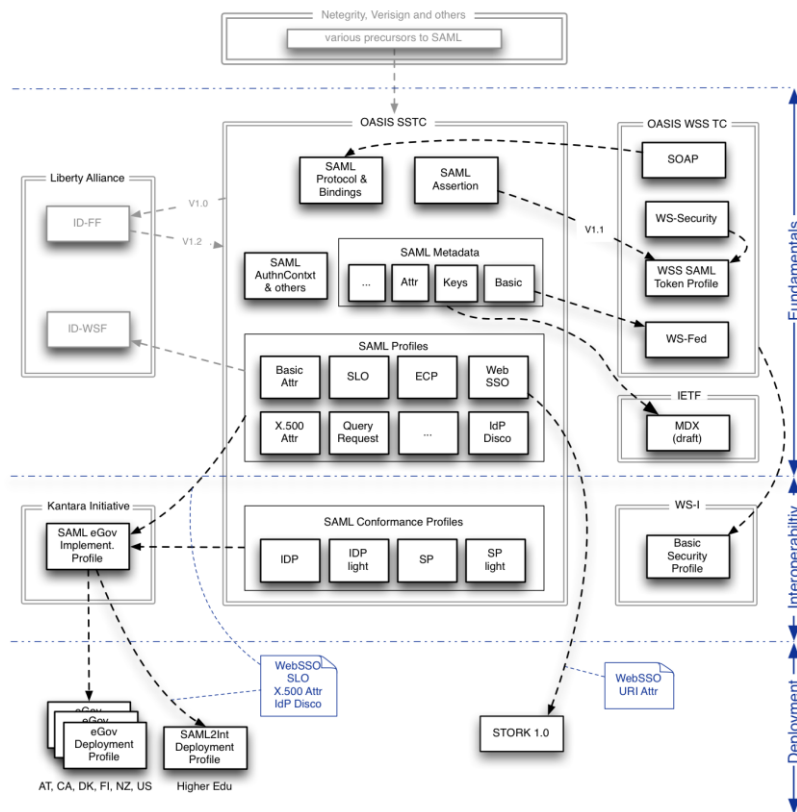 Netegrity, Verisign and others
various precursors to SAML
OASIS SSTC
OASIS WSS TC
SAML
Protocol &
Bindings
SAML
Assertion
SOAP
Liberty Alliance
V1.0
ID-FF
V1.2
V1.1
WS-Security
SAML
AuthnContxt
& others
SAML Metadata
...
Attr
Keys
Basic
WSS SAML
Token Profile
ID-WSF
WS-Fed
SAML Profiles
Basic
Attr
SLO
ECP
Web
SSO
X.500
Attr
Query
Request
...
IdP
Disco
IETF
MDX
(draft)
Fundamentals
Kantara Initiative
SAML eGov
Implement.
Profile
SAML Conformance Profiles
IDP
IDP
light
SP
SP
light
WS-I
Basic
Security
Profile
Interoperabiltiy
WebSSO
SLO
X.500 Attr
IdP Disco
WebSSO
URI Attr
eGov
eGov
eGov
Deployment
Profile
SAML2Int
Deployment
Profile
STORK 1.0
AT, CA, DK, FI, NZ, US
Higher Edu
Deployment